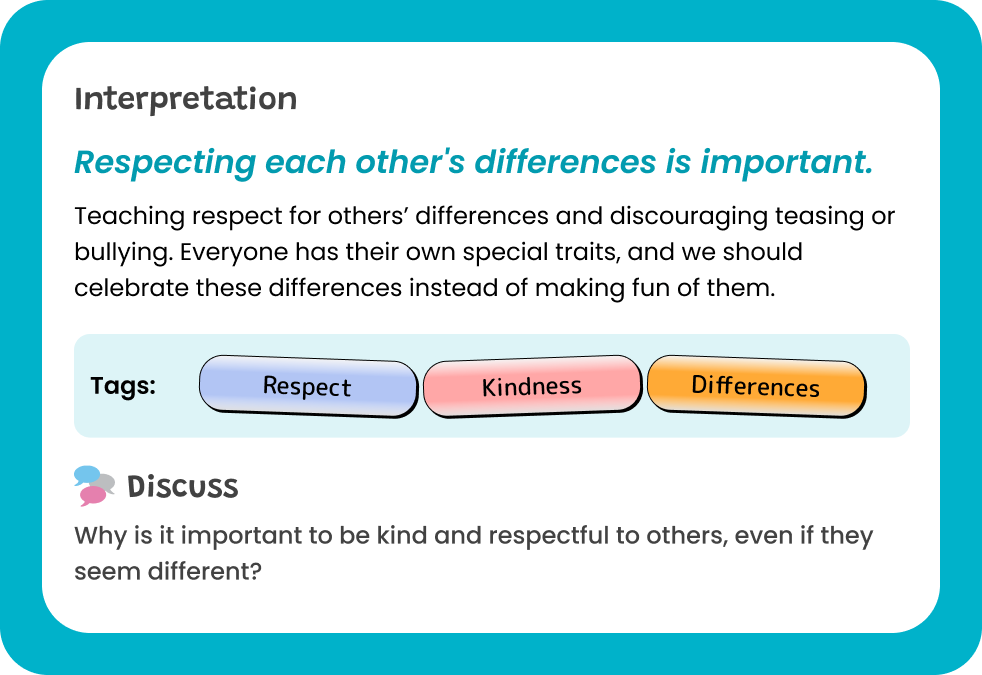 Interpretation
Respecting each other's differences is important.
Teaching respect for others’ differences and discouraging teasing or
bullying. Everyone has their own special traits, and we should
celebrate these differences instead of making fun of them.
Tags: Respect Kindness Differences
Discuss
Why is it important to be kind and respectful to others, even if they
seem different?